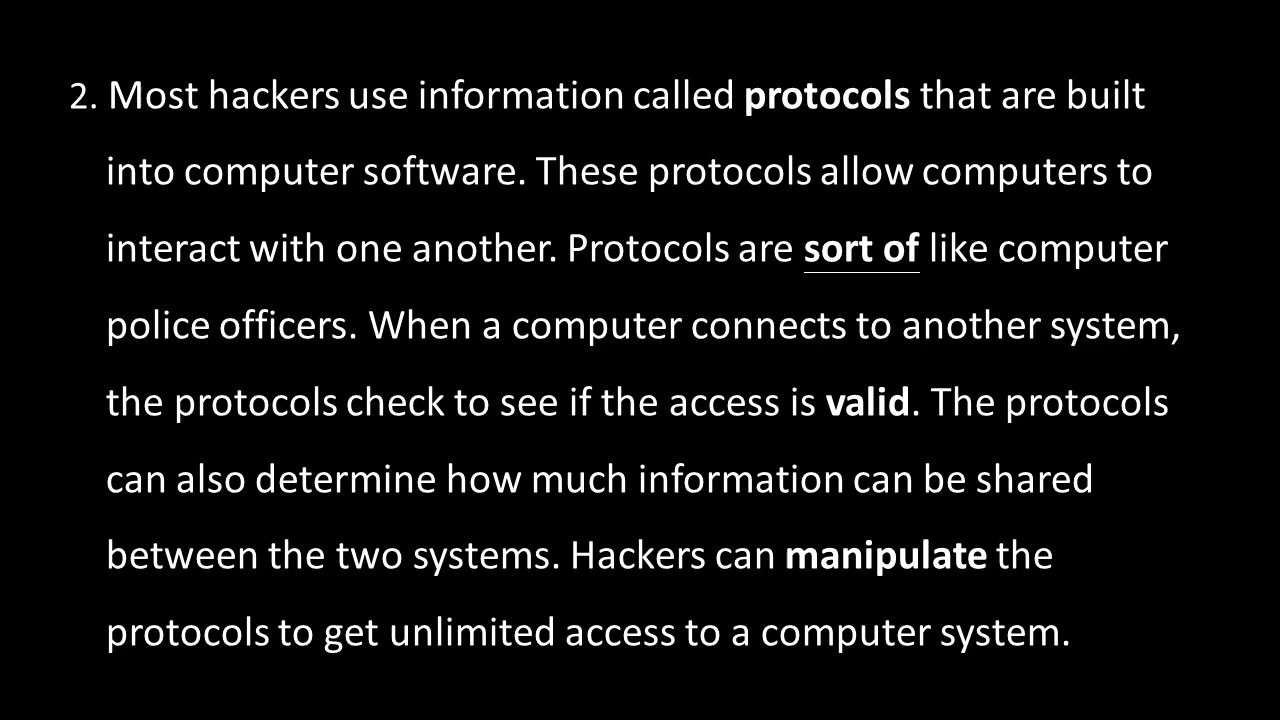 2. Most hackers use information called protocols that are built
into computer software. These protocols allow computers to
interact with one another. Protocols are sort of like computer
police officers. When a computer connects to another system,
the protocols check to see if the access is valid. The protocols
can also determine how much information can be shared
between the two systems. Hackers can manipulate the
protocols to get unlimited access to a computer system.